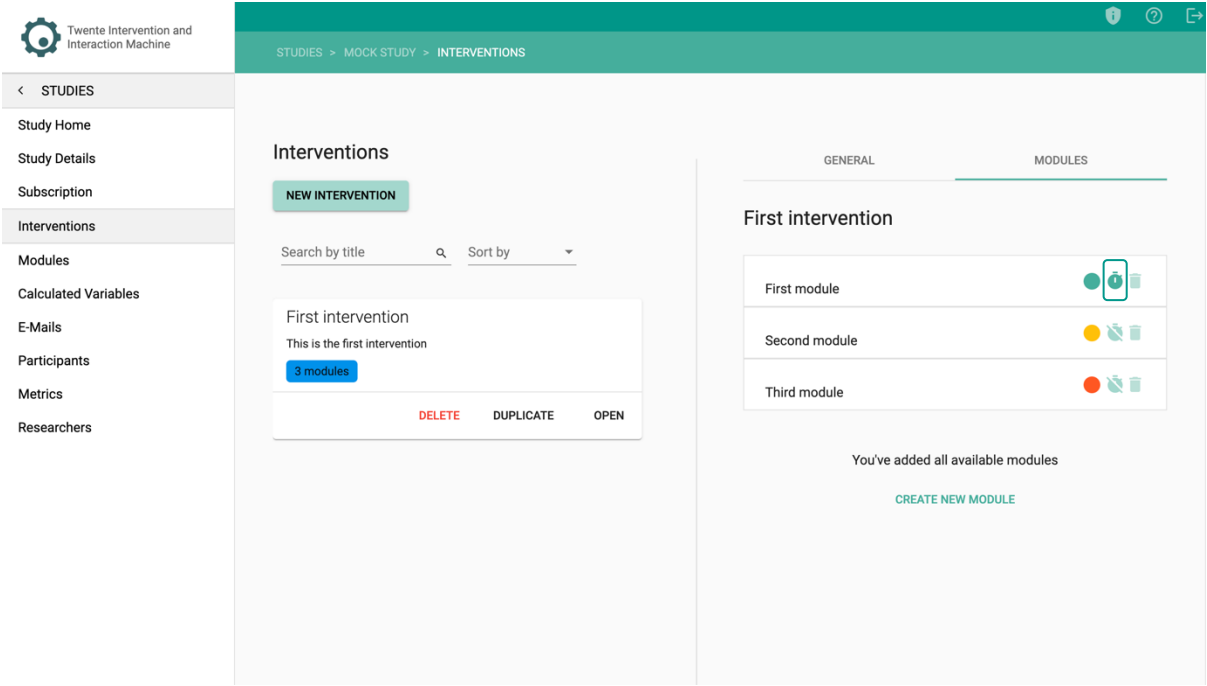 Twente Intervention and
Interaction Machine
STUDIES > MOCK STUDY > INTERVENTIONS
< STUDIES
Study Home
Study Details
Subscription
Interventions
Modules
Calculated Variables
E-Mails
Participants
Metrics
Researchers
Interventions
NEW INTERVENTION
Search by title
Sort by
First intervention
This is the first intervention
3 modules
DELETE DUPLICATE OPEN
GENERAL MODULES
First intervention
First module
Second module
Third module
You've added all available modules
CREATE NEW MODULE